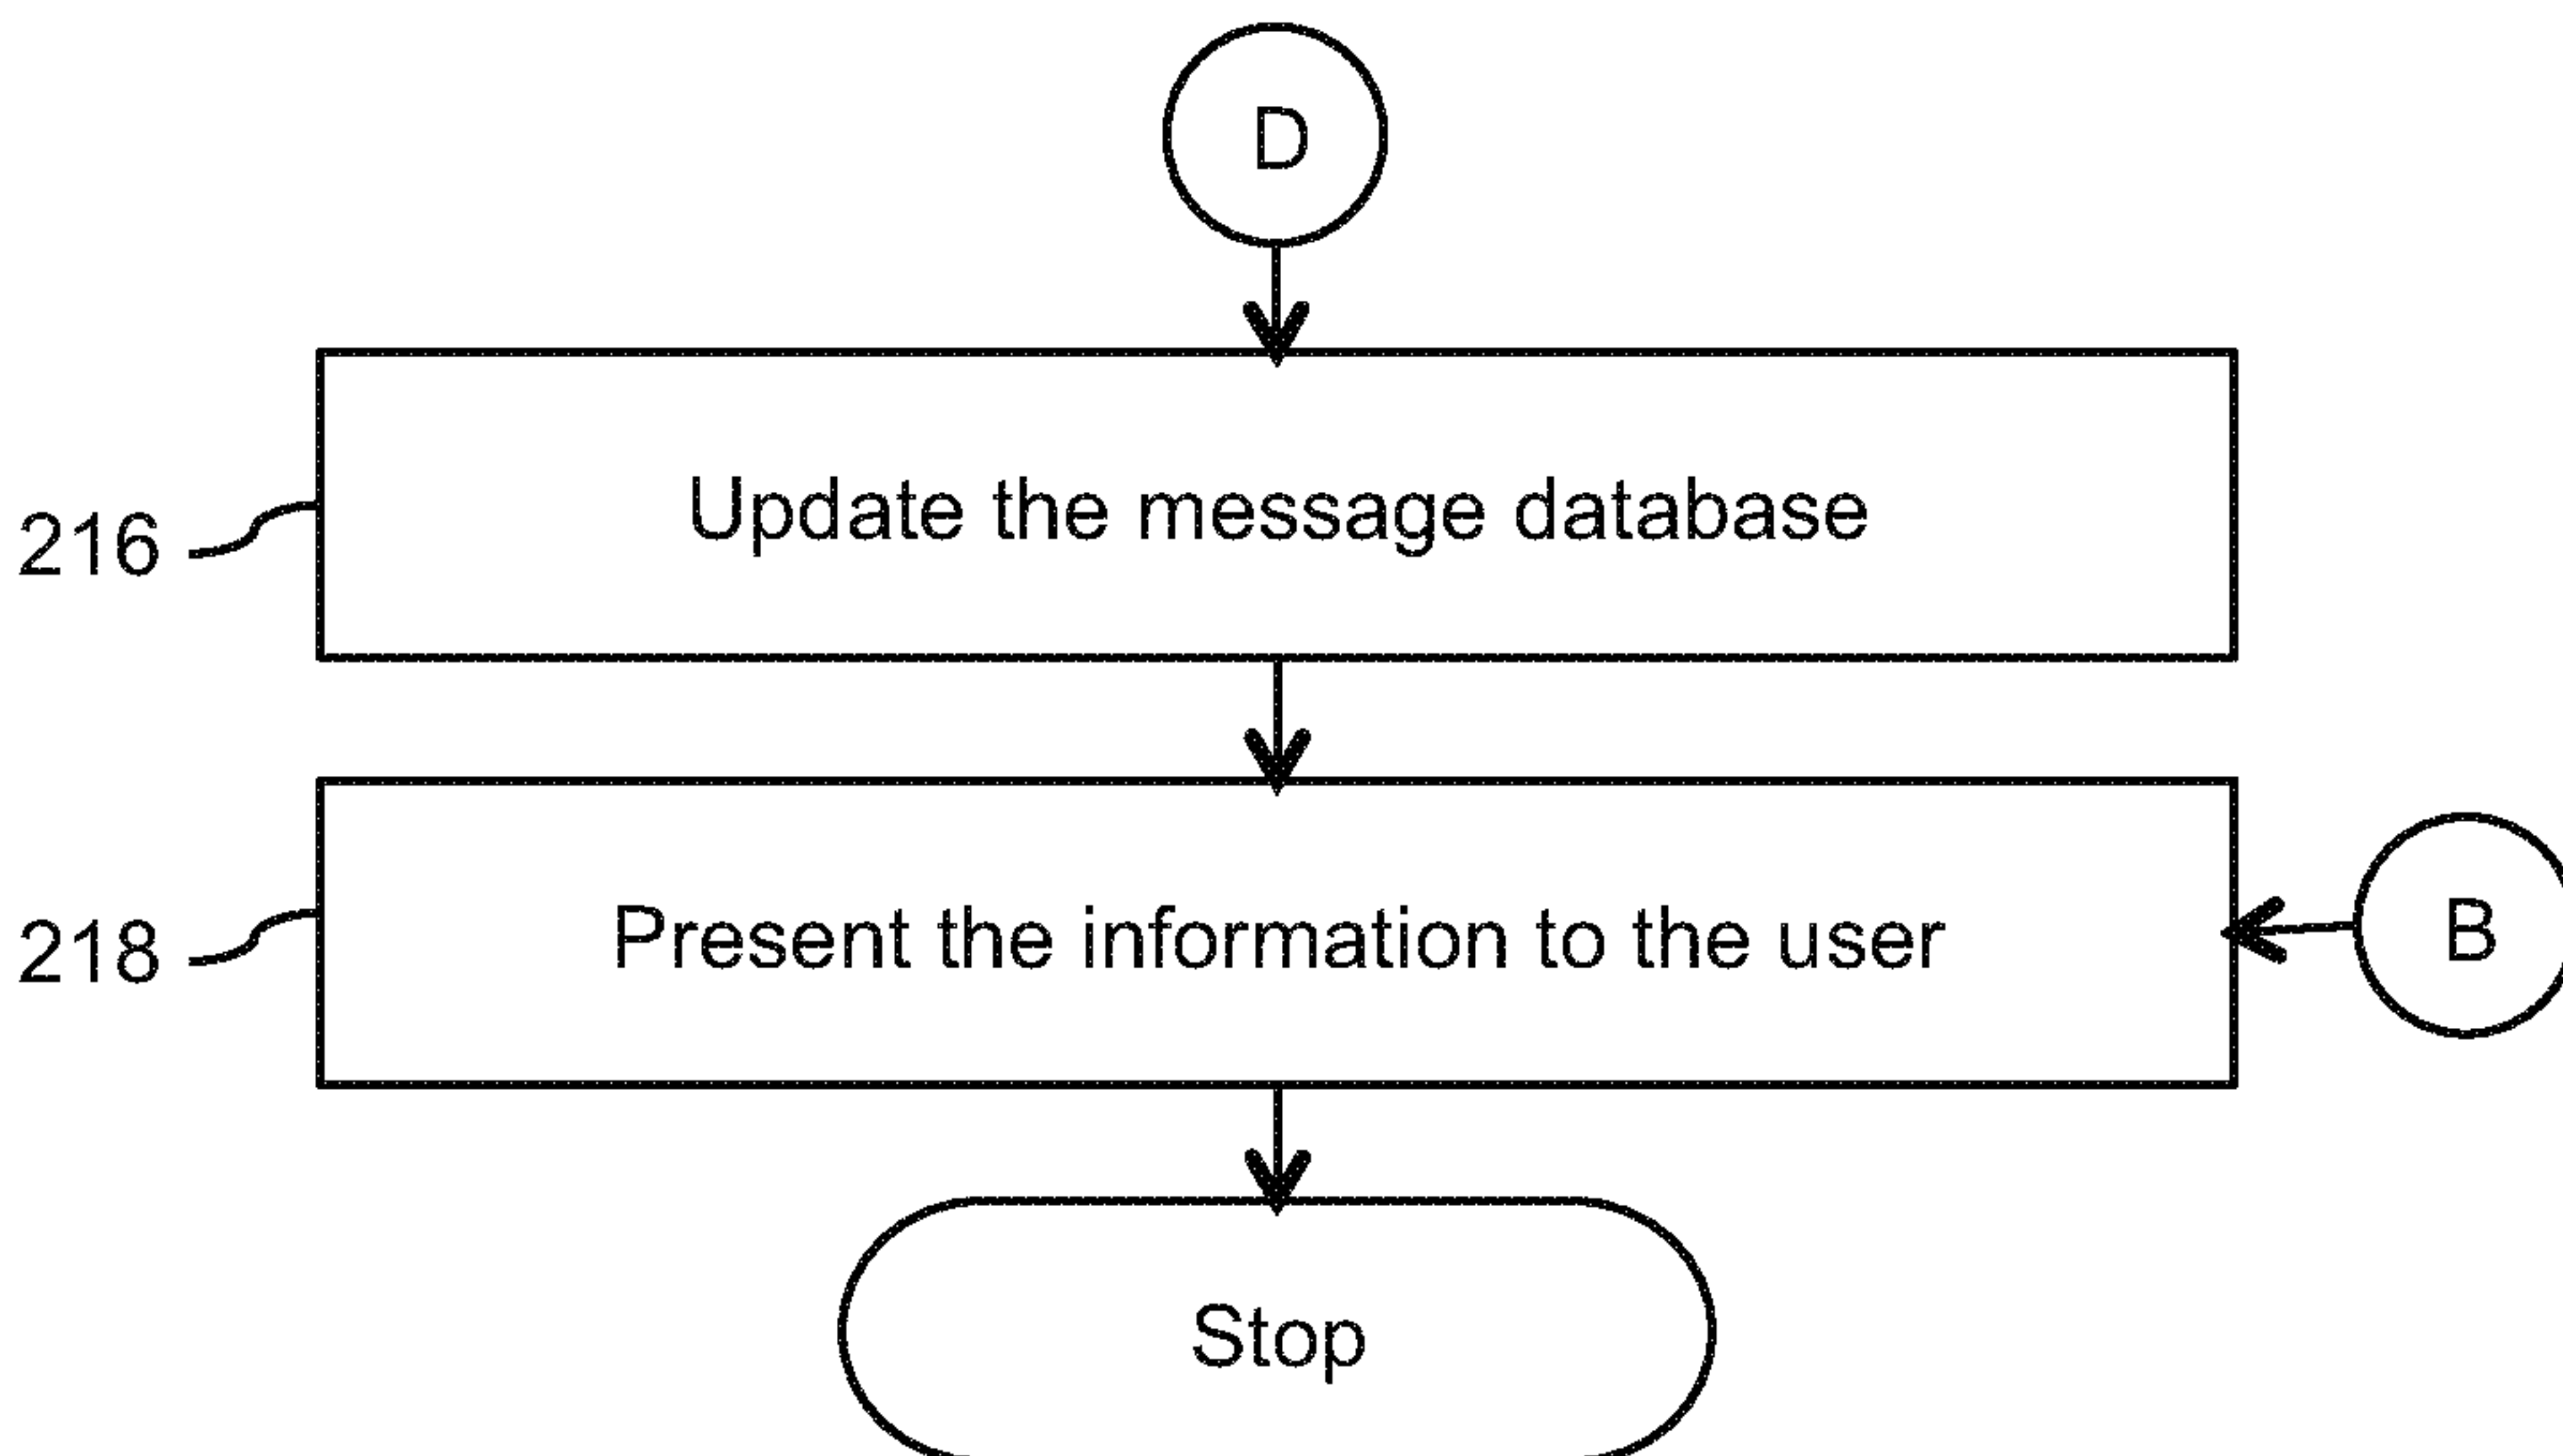 D
Update the message database
216
Present the information to the user
B
218
Stop